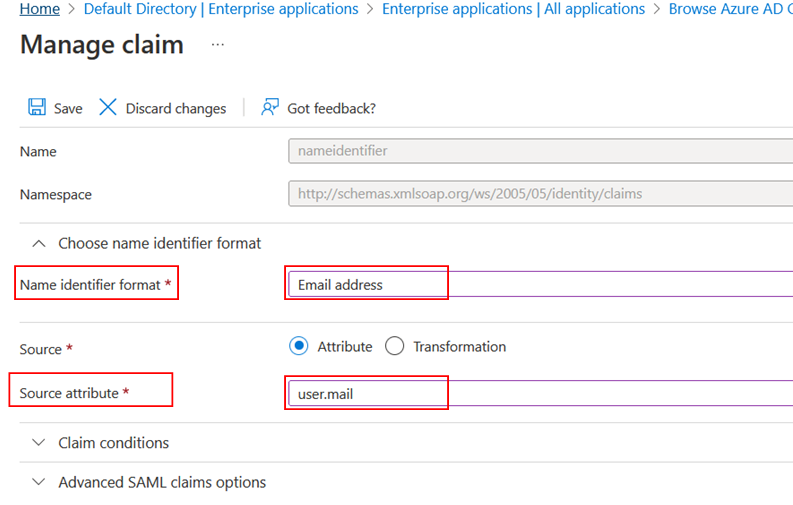 Home > Default Directory | Enterprise applications > Enterprise applications | All applications > Browse Azure AD G
Manage claim ...
Save Discard changes | Got feedback?
Name nameidentifier
Namespace http://schemas.xmlsoap.org/ws/2005/05/identity/claims
Choose name identifier format
Name identifier format * Email address
Source * Attribute Transformation
Source attribute * user.mail
Claim conditions
Advanced SAML claims options